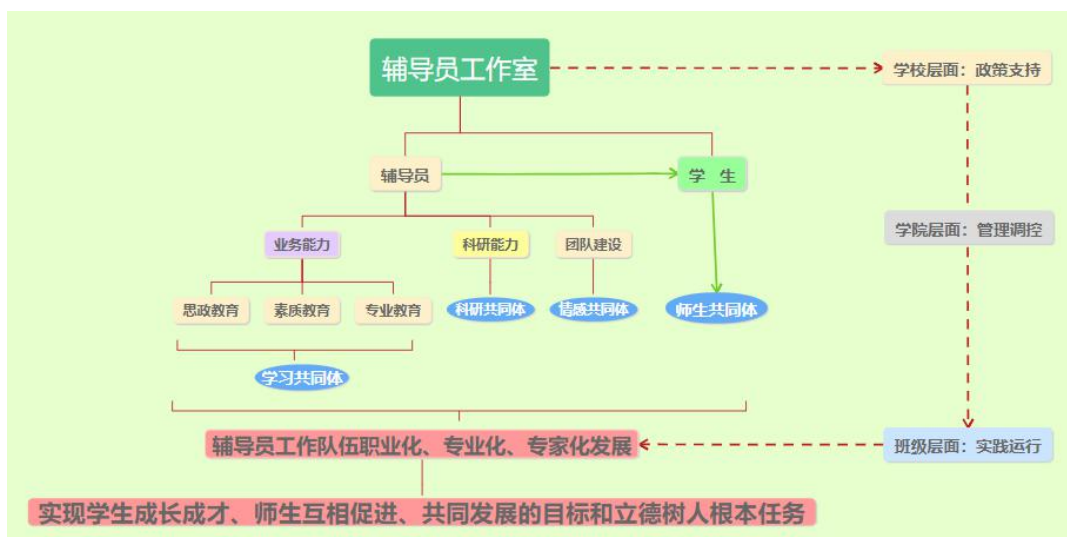 辅导员工作室
学校层面：政策支持
辅导员
学 生
学院层面：管理调控
业务能力
科研能力
团队建设
思政教育
素质教育
专业教育
科研共同体
情感共同体
师生共同体
学习共同体
辅导员工作队伍职业化、专业化、专家化发展
班级层面：实践运行
实现学生成长成才、师生互相促进、共同发展的目标和立德树人根本任务